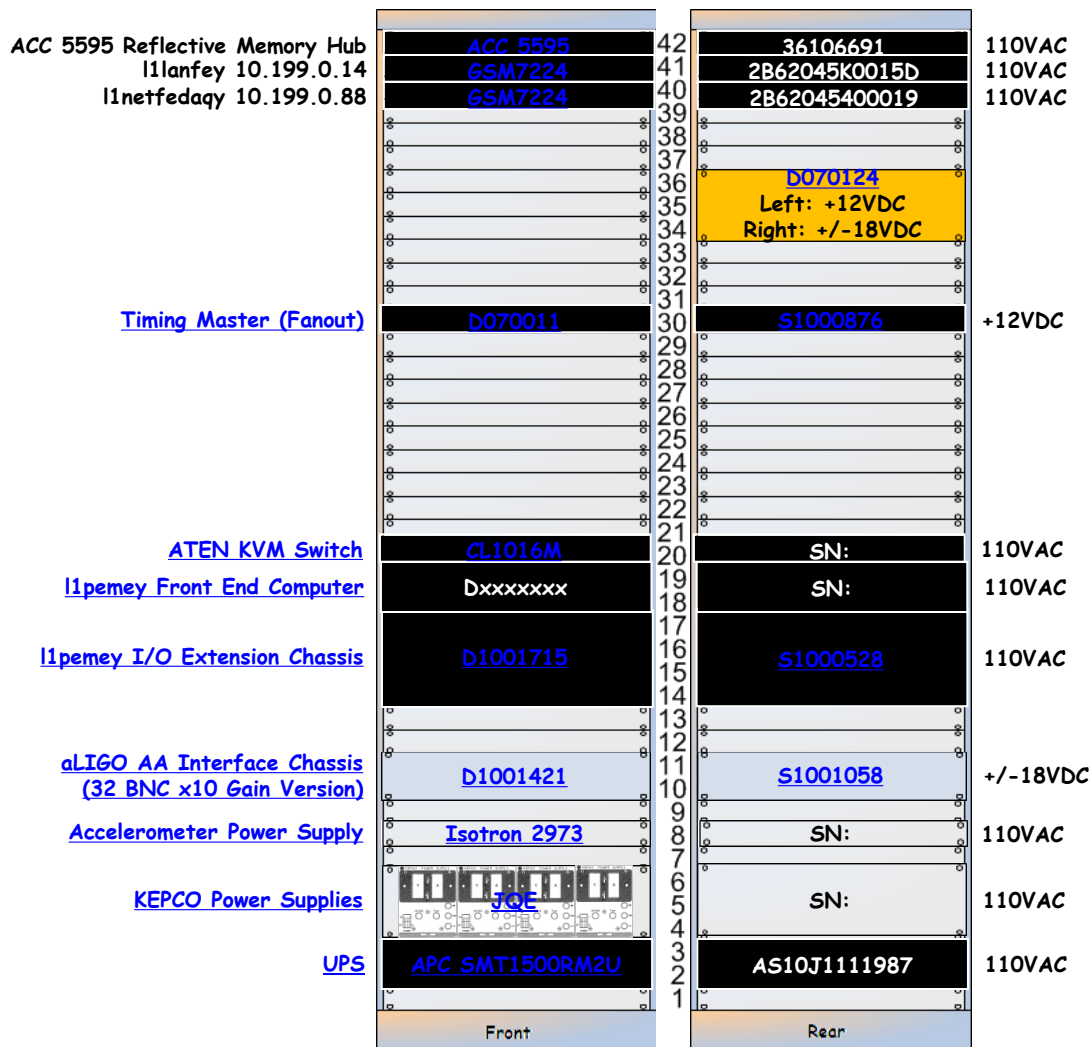 ACC 5595 Reflective Memory Hub ACC 5595 42 36106691 110VAC
l1lanfey 10.199.0.14 GSM7224 41 2B62045K0015D 110VAC
l1netfedaqy 10.199.0.88 GSM7224 40 2B62045400019 110VAC
39
38
37
D070124
36
Left: +12VDC
35
Right: +/-18VDC
34
33
32
31
Timing Master (Fanout) D070011 30 S1000876 +12VDC
29
28
27
26
25
24
23
22
21
ATEN KVM Switch CL1016M 20 SN: 110VAC
l1pemey Front End Computer Dxxxxxxx 19 SN: 110VAC
18
17
16
l1pemey I/O Extension Chassis D1001715 15 S1000528 110VAC
14
13
12
aLIGO AA Interface Chassis 11
(32 BNC x10 Gain Version) D1001421 10 S1001058 +/-18VDC
9
Accelerometer Power Supply Isotron 2973 8 SN: 110VAC
7
6
KEPCO Power Supplies JQE 5 SN: 110VAC
4
3
UPS APC SMT1500RM2U 2 AS10J1111987 110VAC
1
Front Rear